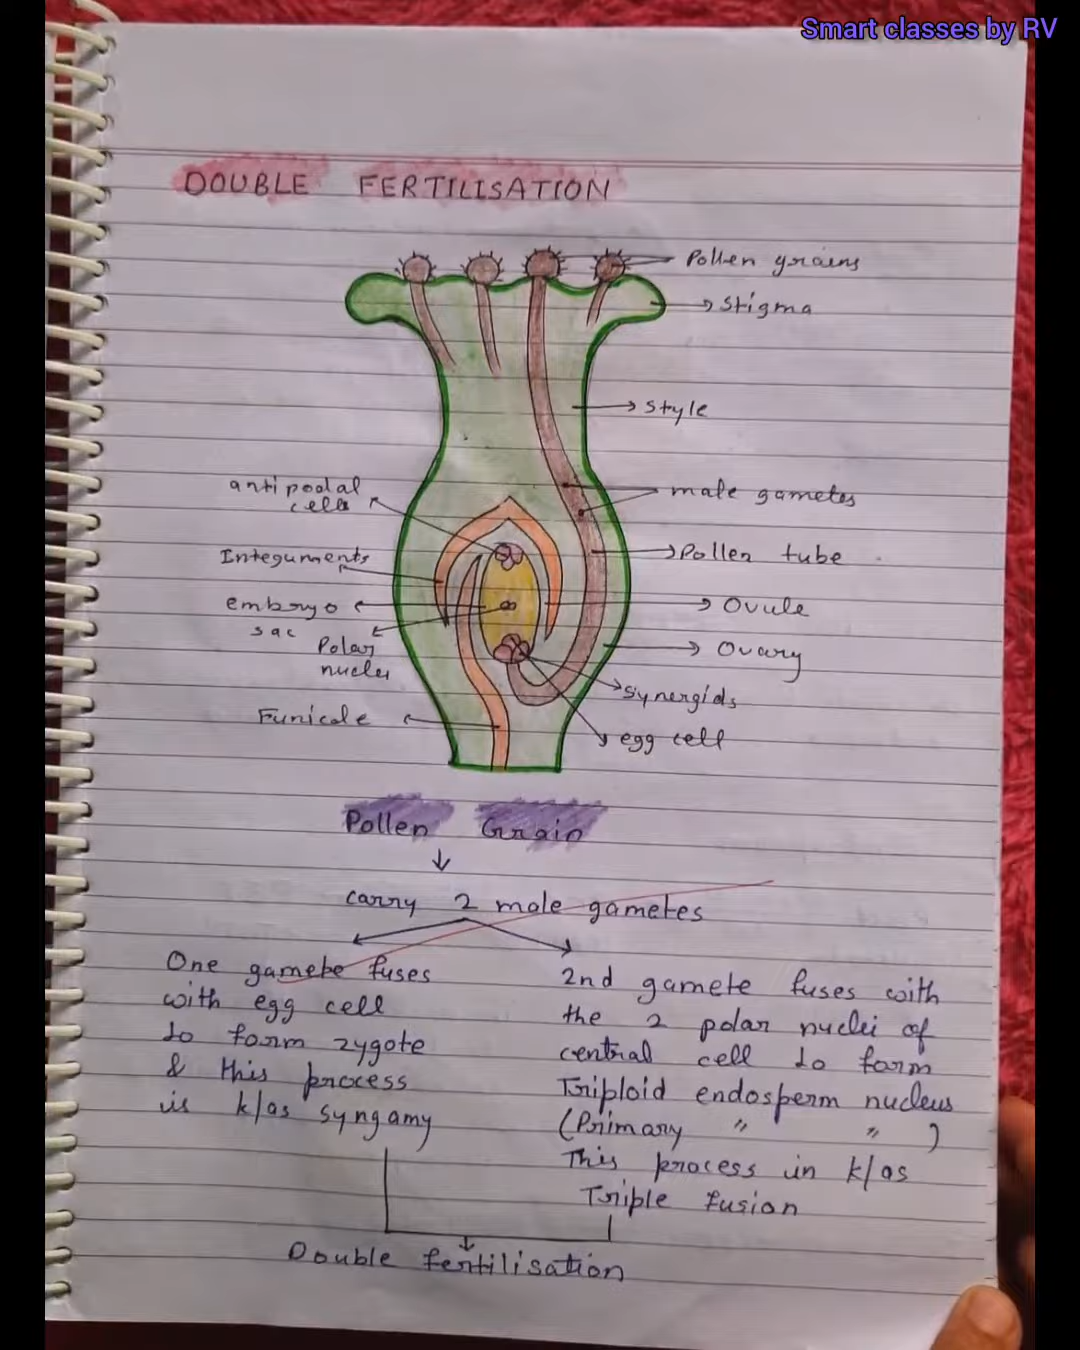 Smart classes by RV
DOUBLE FERTILISATION
Pollen grains
Stigma
Style
antipodal
cells
male gametes
Integuments
Pollen tube
embryo
sac
Ovule
Polar
nuclei
Ovary
Synergids
Funicale
egg cell
Pollen Grain
carry 2 male gametes
One gamete fuses
with egg cell
to form zygote
& this process
is k/as syngamy
2nd gamete fuses with
the 2 polar nuclei of
central cell to form
Triploid endosperm nucleus
(Primary " " )
This process in k/as
Triple fusion
Double fertilisation